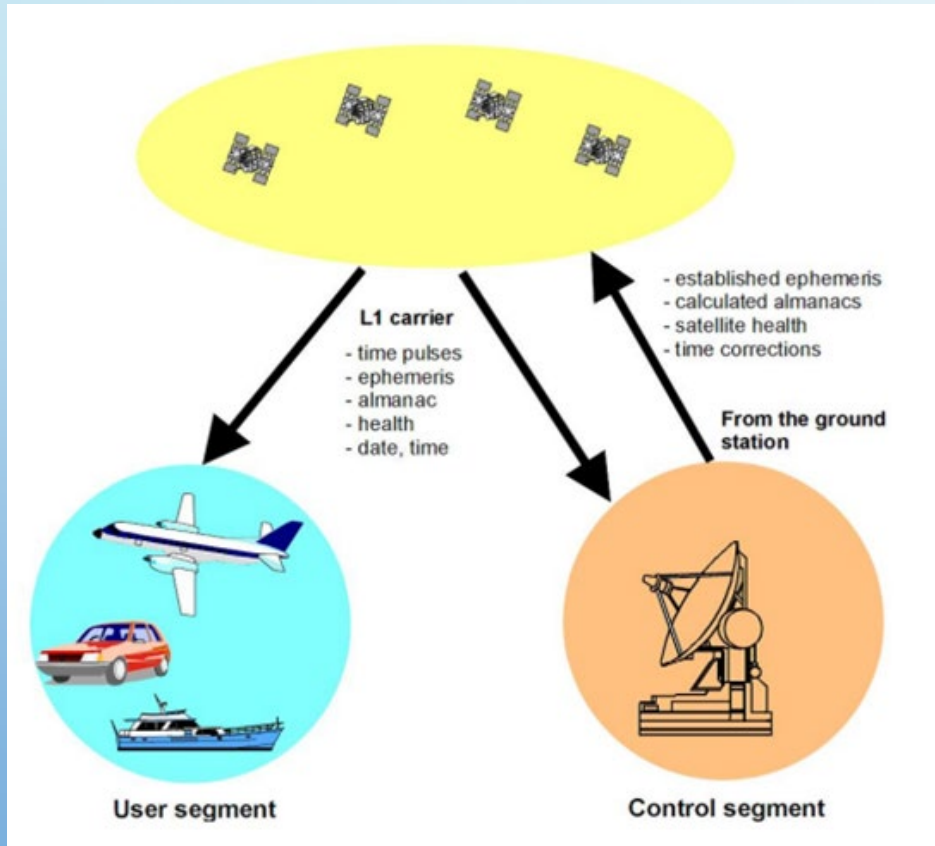 L1 carrier
- time pulses
- ephemeris
- almanac
- health
- date, time
- established ephemeris
- calculated almanacs
- satellite health
- time corrections
From the ground
station
User segment
Control segment